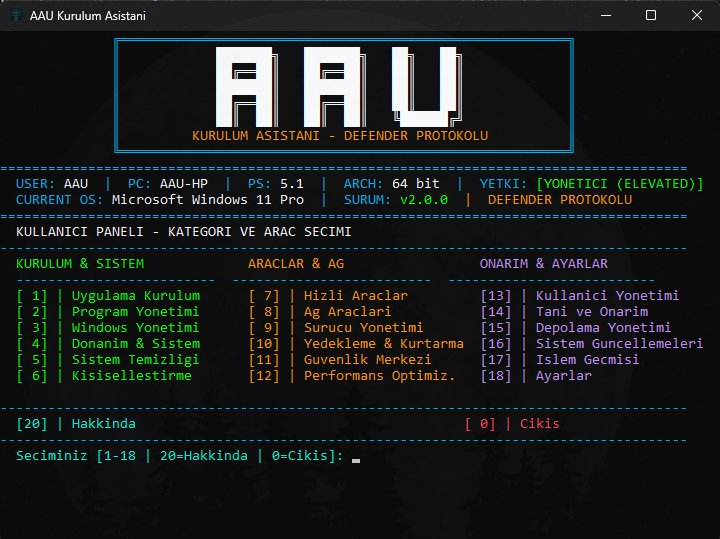 AAU Kurulum Asistani
AAU
KURULUM ASISTANI - DEFENDER PROTOKOLU
USER: AAU | PC: AAU-HP | PS: 5.1 | ARCH: 64 bit | YETKI: [YONETICI (ELEVATED)]
CURRENT OS: Microsoft Windows 11 Pro | SURUM: v2.0.0 | DEFENDER PROTOKOLU
KULLANICI PANELI - KATEGORI VE ARAC SECIMI
KURULUM & SISTEM ARACLAR & AG ONARIM & AYARLAR
[ 1] | Uygulama Kurulum [ 7] | Hizli Araclar [13] | Kullanici Yonetimi
[ 2] | Program Yonetimi [ 8] | Ag Araclari [14] | Tani ve Onarim
[ 3] | Windows Yonetimi [ 9] | Surucu Yonetimi [15] | Depolama Yonetimi
[ 4] | Donanim & Sistem [10] | Yedekleme & Kurtarma [16] | Sistem Guncellemeleri
[ 5] | Sistem Temizligi [11] | Guvenlik Merkezi [17] | Islem Gecmisi
[ 6] | Kisisellestirme [12] | Performans Optimiz. [18] | Ayarlar
[20] | Hakkinda [ 0] | Cikis
Seciminiz [1-18 | 20=Hakkinda | 0=Cikis]: _